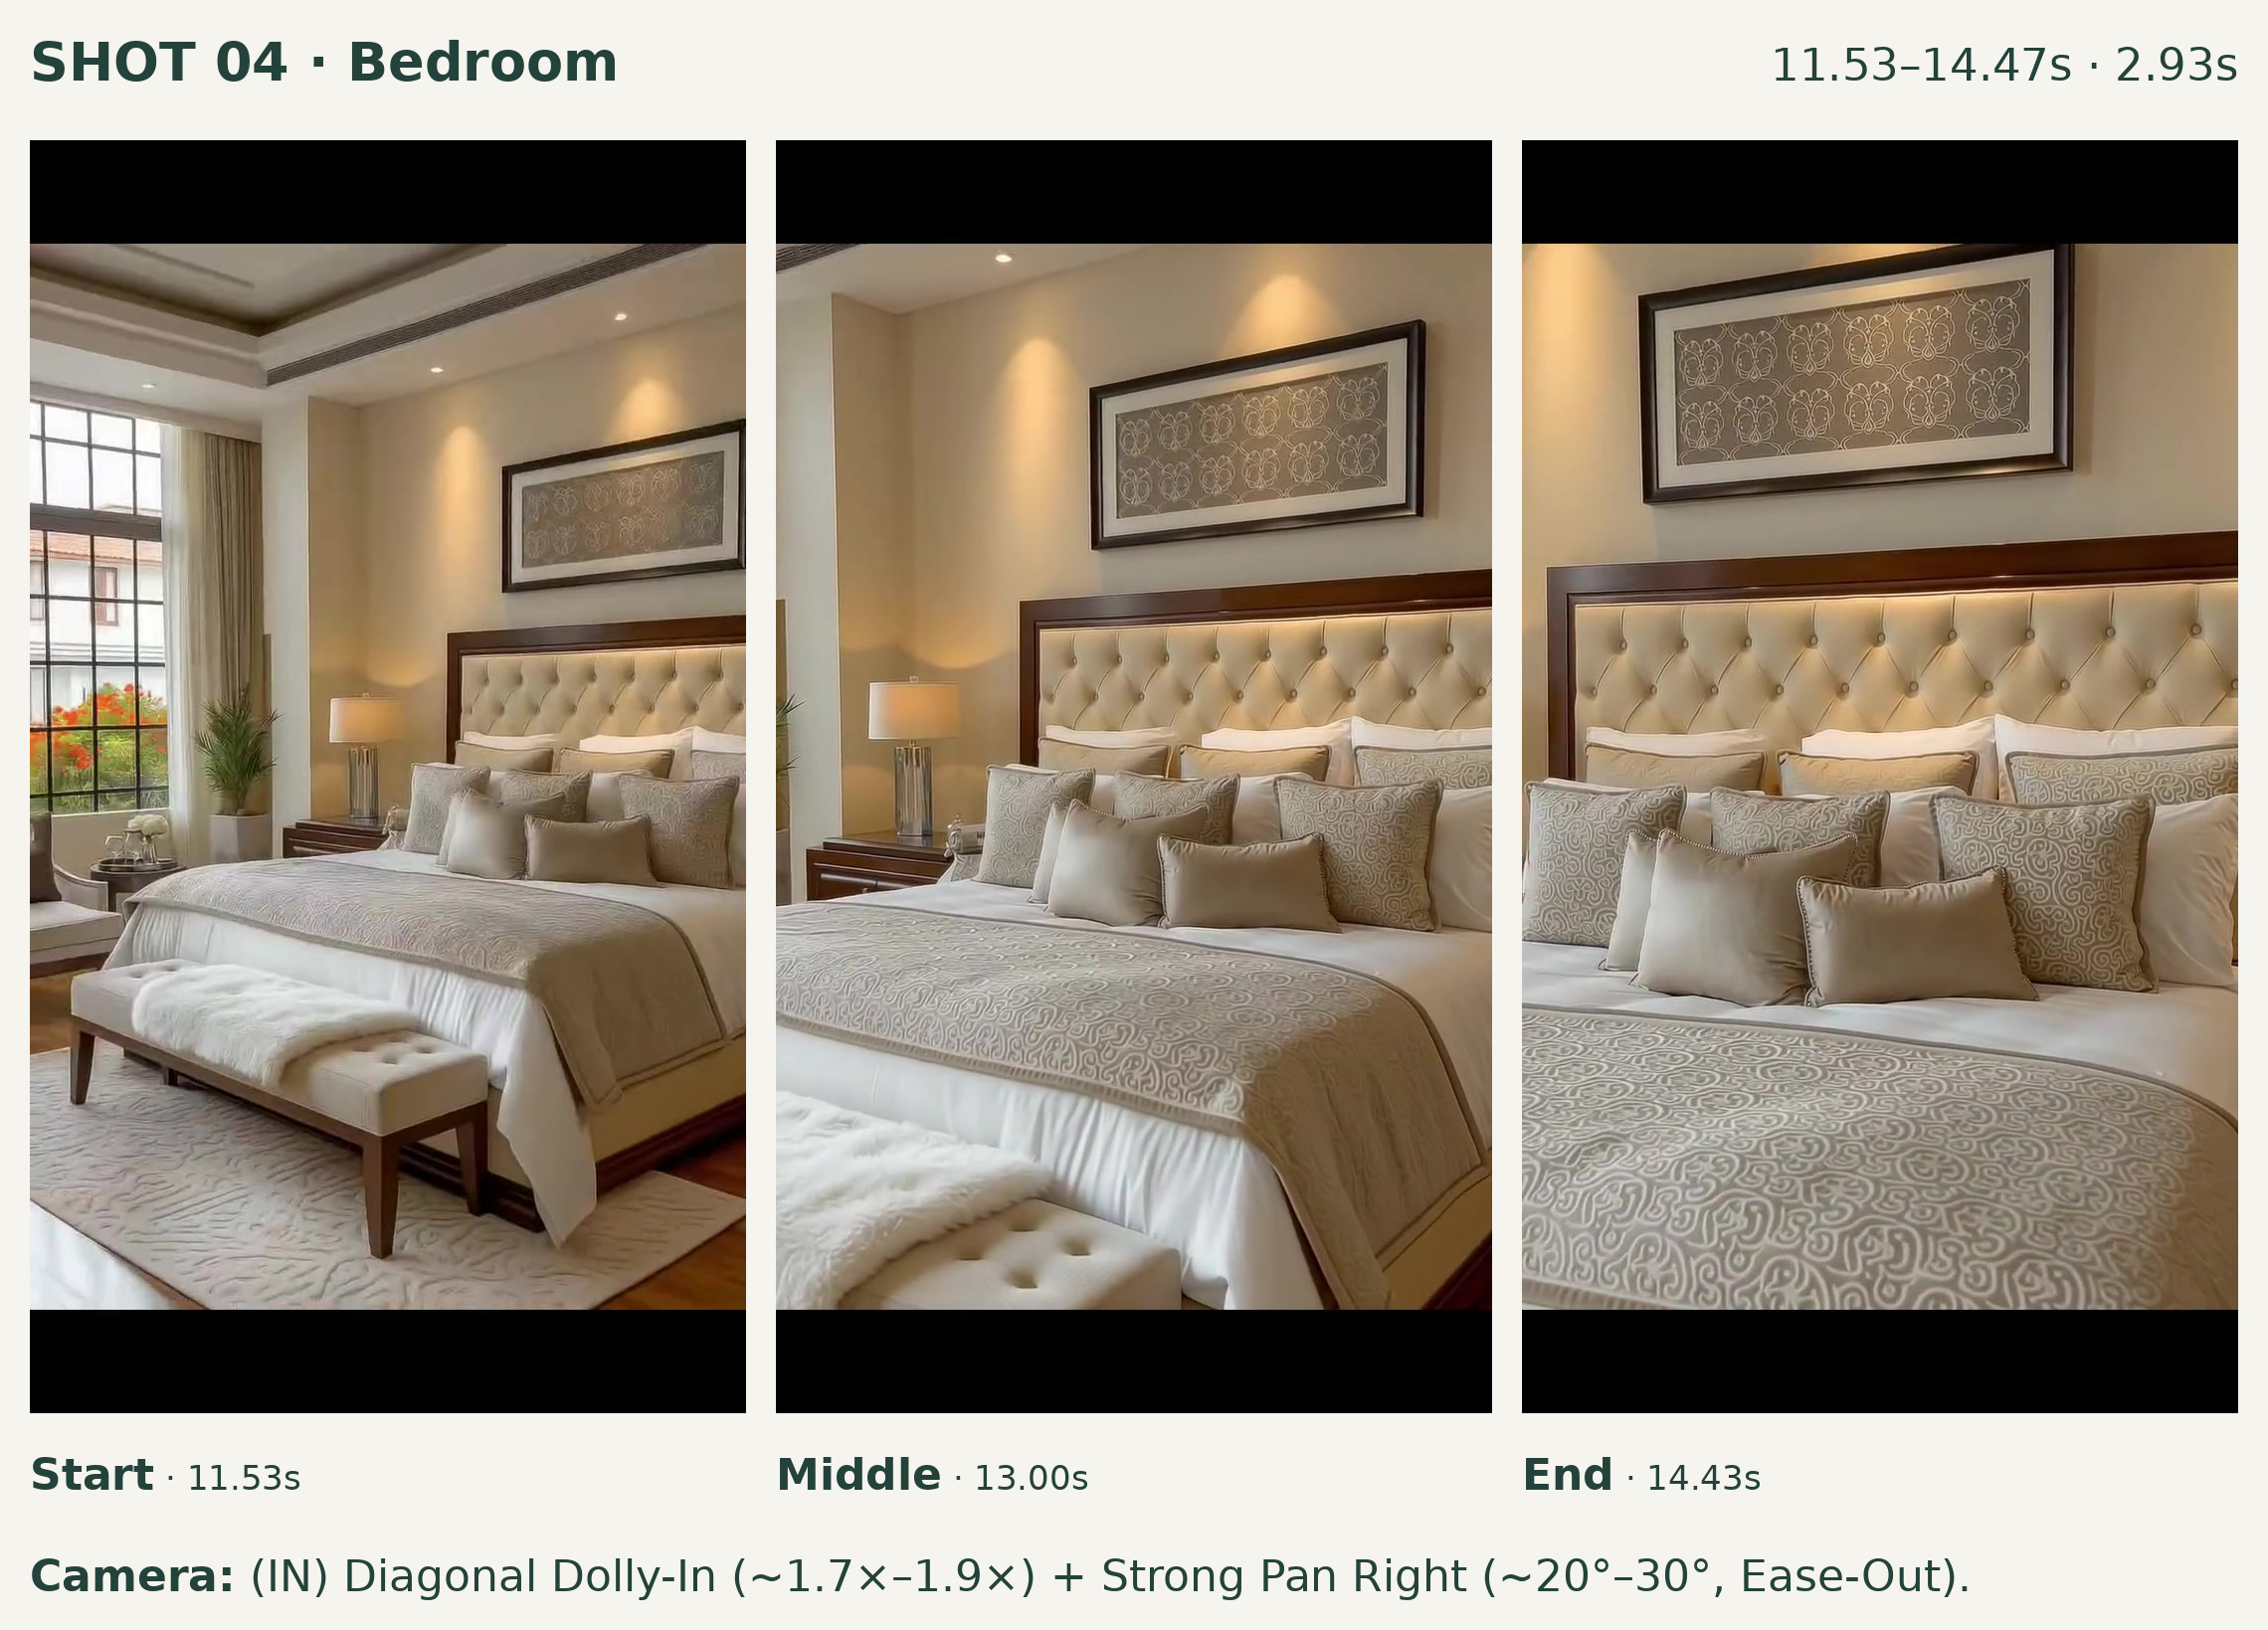 SHOT 04 · Bedroom
11.53–14.47s · 2.93s
Start · 11.53s
Middle · 13.00s
End · 14.43s
Camera: (IN) Diagonal Dolly-In (~1.7×–1.9×) + Strong Pan Right (~20°–30°, Ease-Out).